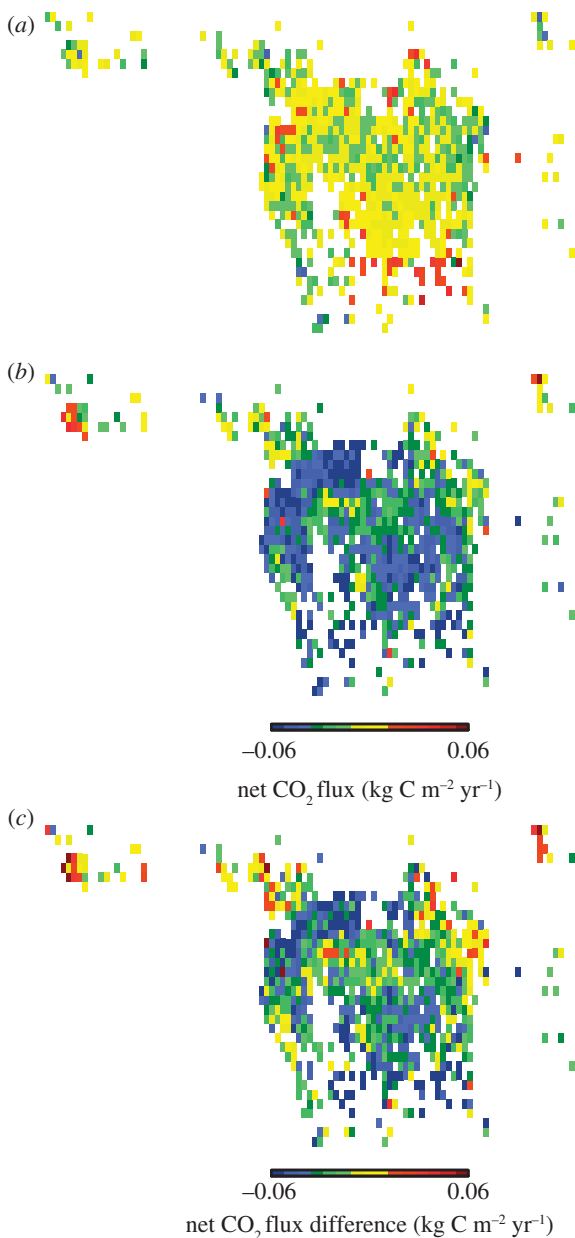 (a)
(b)
–0.06 0.06
net CO₂ flux (kg C m⁻² yr⁻¹)
(c)
–0.06 0.06
net CO₂ flux difference (kg C m⁻² yr⁻¹)